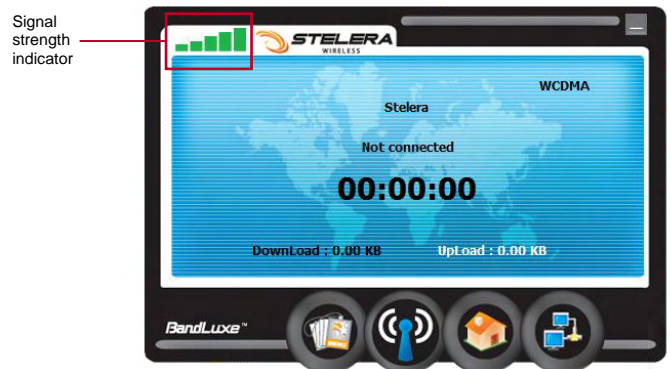 Signal
strength
indicator
STELERA
WIRELESS
WCDMA
Stelera
Not connected
00:00:00
DownLoad : 0.00 KB UpLoad : 0.00 KB
BandLuxe™
MENU